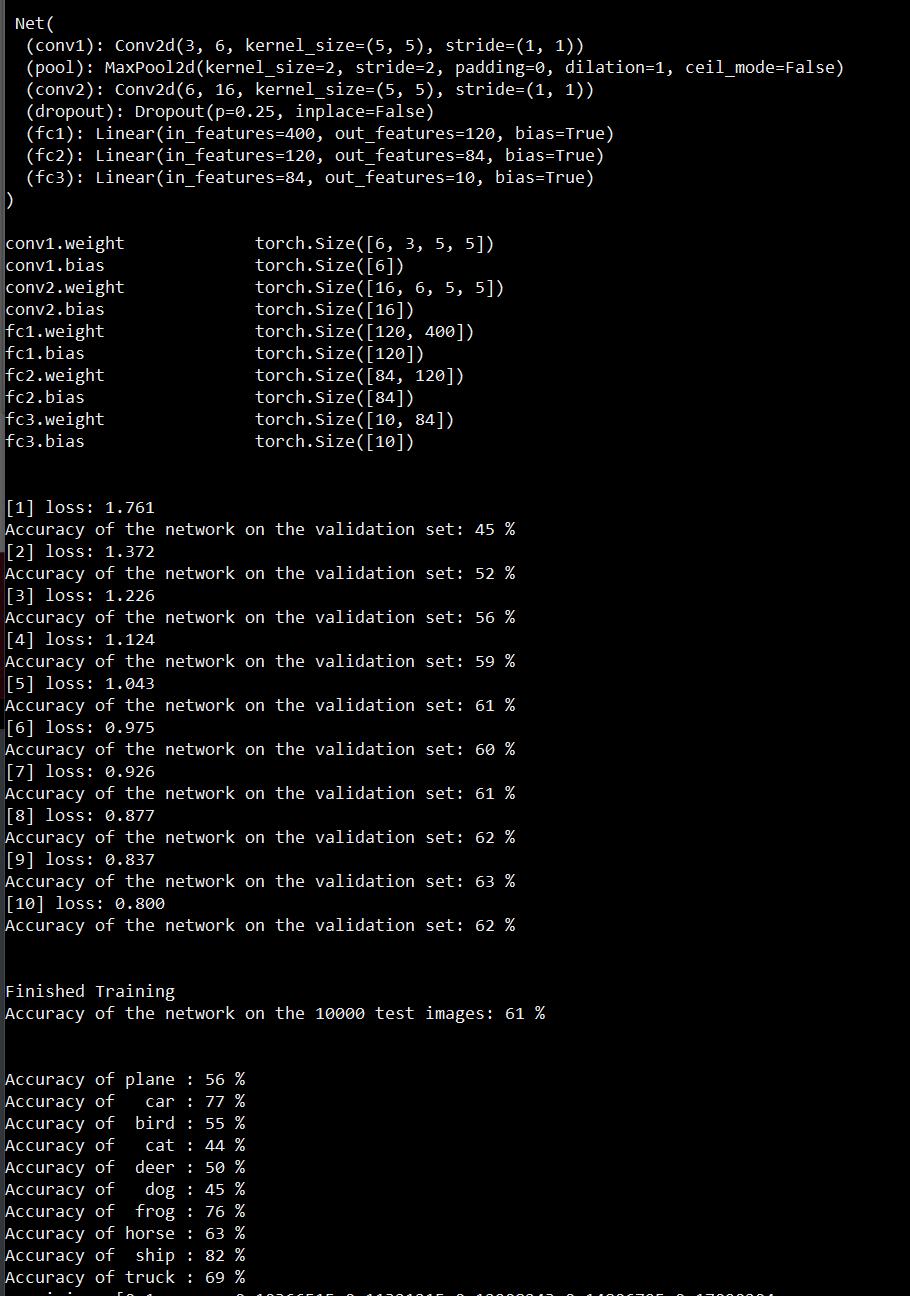 Net(
  (conv1): Conv2d(3, 6, kernel_size=(5, 5), stride=(1, 1))
  (pool): MaxPool2d(kernel_size=2, stride=2, padding=0, dilation=1, ceil_mode=False)
  (conv2): Conv2d(6, 16, kernel_size=(5, 5), stride=(1, 1))
  (dropout): Dropout(p=0.25, inplace=False)
  (fc1): Linear(in_features=400, out_features=120, bias=True)
  (fc2): Linear(in_features=120, out_features=84, bias=True)
  (fc3): Linear(in_features=84, out_features=10, bias=True)
)
conv1.weight             torch.Size([6, 3, 5, 5])
conv1.bias               torch.Size([6])
conv2.weight             torch.Size([16, 6, 5, 5])
conv2.bias               torch.Size([16])
fc1.weight               torch.Size([120, 400])
fc1.bias                 torch.Size([120])
fc2.weight               torch.Size([84, 120])
fc2.bias                 torch.Size([84])
fc3.weight               torch.Size([10, 84])
fc3.bias                 torch.Size([10])
[1] loss: 1.761
Accuracy of the network on the validation set: 45 %
[2] loss: 1.372
Accuracy of the network on the validation set: 52 %
[3] loss: 1.226
Accuracy of the network on the validation set: 56 %
[4] loss: 1.124
Accuracy of the network on the validation set: 59 %
[5] loss: 1.043
Accuracy of the network on the validation set: 61 %
[6] loss: 0.975
Accuracy of the network on the validation set: 60 %
[7] loss: 0.926
Accuracy of the network on the validation set: 61 %
[8] loss: 0.877
Accuracy of the network on the validation set: 62 %
[9] loss: 0.837
Accuracy of the network on the validation set: 63 %
[10] loss: 0.800
Accuracy of the network on the validation set: 62 %
Finished Training
Accuracy of the network on the 10000 test images: 61 %
Accuracy of plane : 56 %
Accuracy of   car : 77 %
Accuracy of  bird : 55 %
Accuracy of   cat : 44 %
Accuracy of  deer : 50 %
Accuracy of   dog : 45 %
Accuracy of  frog : 76 %
Accuracy of horse : 63 %
Accuracy of  ship : 82 %
Accuracy of truck : 69 %